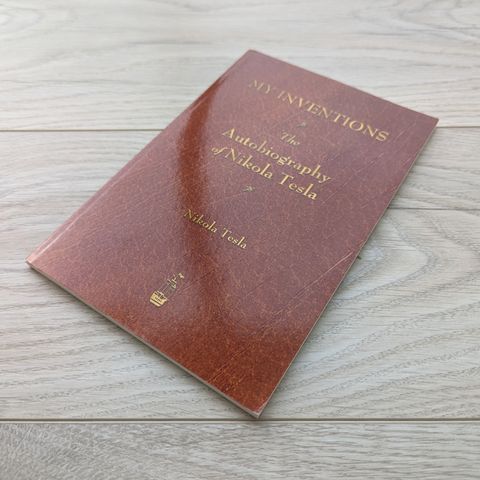 MY INVENTIONS
The
Autobiography
of Nikola Tesla
Nikola Tesla